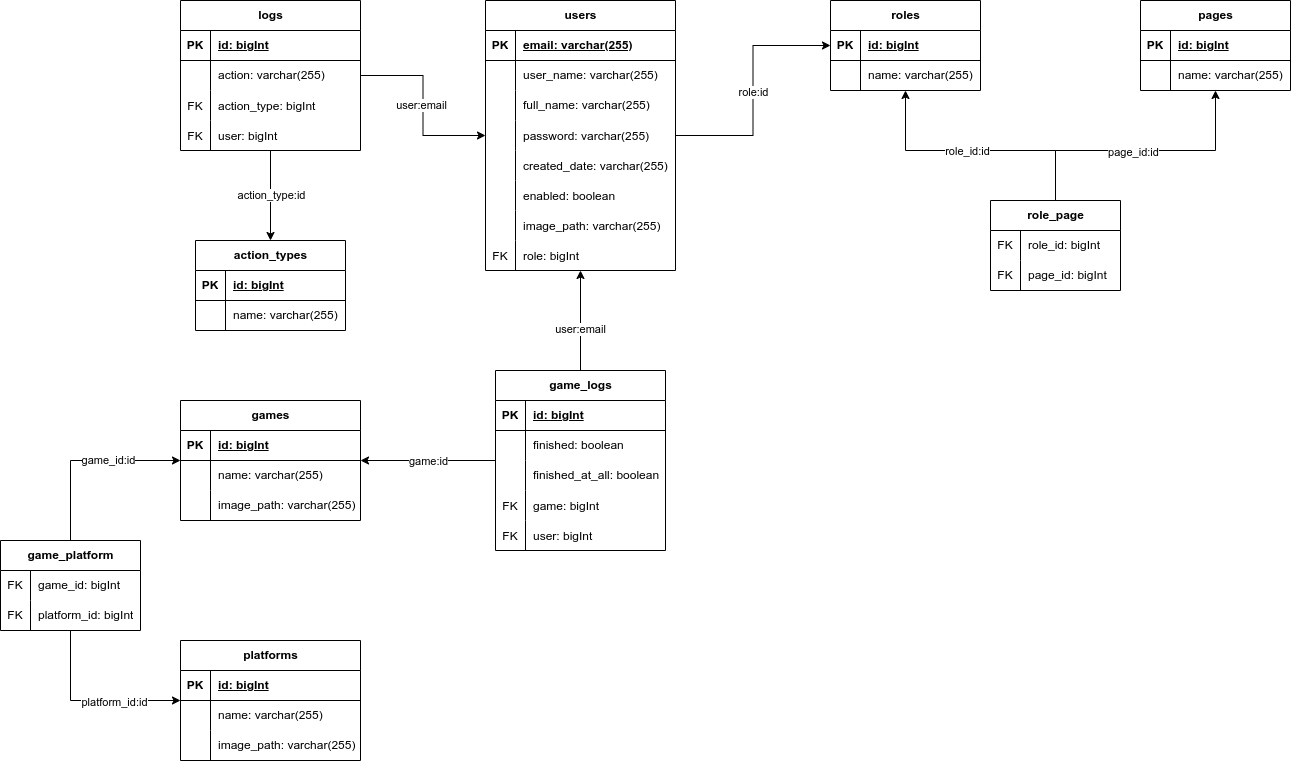 logs
PK id: bigInt
action: varchar(255)
FK action_type: bigInt
FK user: bigInt
user:email
action_type:id
action_types
PK id: bigInt
name: varchar(255)
users
PK email: varchar(255)
user_name: varchar(255)
full_name: varchar(255)
password: varchar(255)
created_date: varchar(255)
enabled: boolean
image_path: varchar(255)
FK role: bigInt
role:id
roles
PK id: bigInt
name: varchar(255)
pages
PK id: bigInt
name: varchar(255)
role_id:id
page_id:id
role_page
FK role_id: bigInt
FK page_id: bigInt
user:email
game_logs
PK id: bigInt
finished: boolean
finished_at_all: boolean
FK game: bigInt
FK user: bigInt
game:id
games
PK id: bigInt
name: varchar(255)
image_path: varchar(255)
game_id:id
game_platform
FK game_id: bigInt
FK platform_id: bigInt
platform_id:id
platforms
PK id: bigInt
name: varchar(255)
image_path: varchar(255)